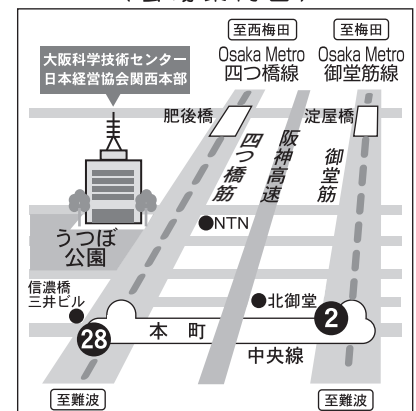 至西梅田
至梅田
Osaka Metro
四つ橋線
Osaka Metro
御堂筋線
大阪科学技術センター
日本経営協会関西本部
肥後橋
淀屋橋
四つ橋筋
阪神高速
御堂筋
NTN
うつぼ
公園
信濃橋
三井ビル
北御堂
28
本町
2
中央線
至難波
至難波